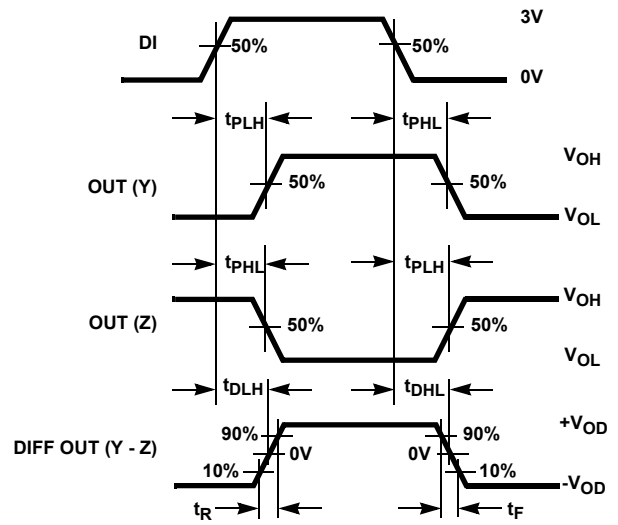 3V
DI
50%
50%
0V
tPLH
tPHL
VOH
OUT (Y)
50%
50%
VOL
tPHL
tPLH
VOH
OUT (Z)
50%
50%
VOL
tDLH
tDHL
+VOD
90%
90%
DIFF OUT (Y - Z)
0V
0V
10%
10%
-VOD
tR
tF